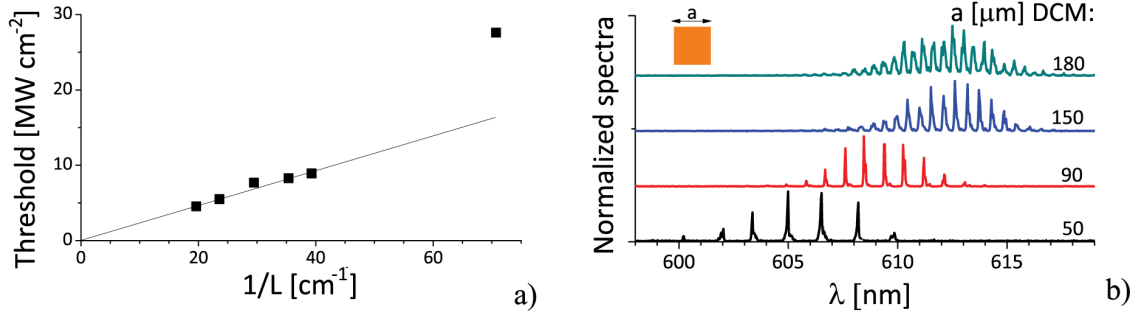 30
20
10
0
0
20
40
60
Threshold [MW cm⁻²]
1/L [cm⁻¹]
a)
a
a [μm] DCM:
180
150
90
50
Normalized spectra
600
605
610
615
λ [nm]
b)